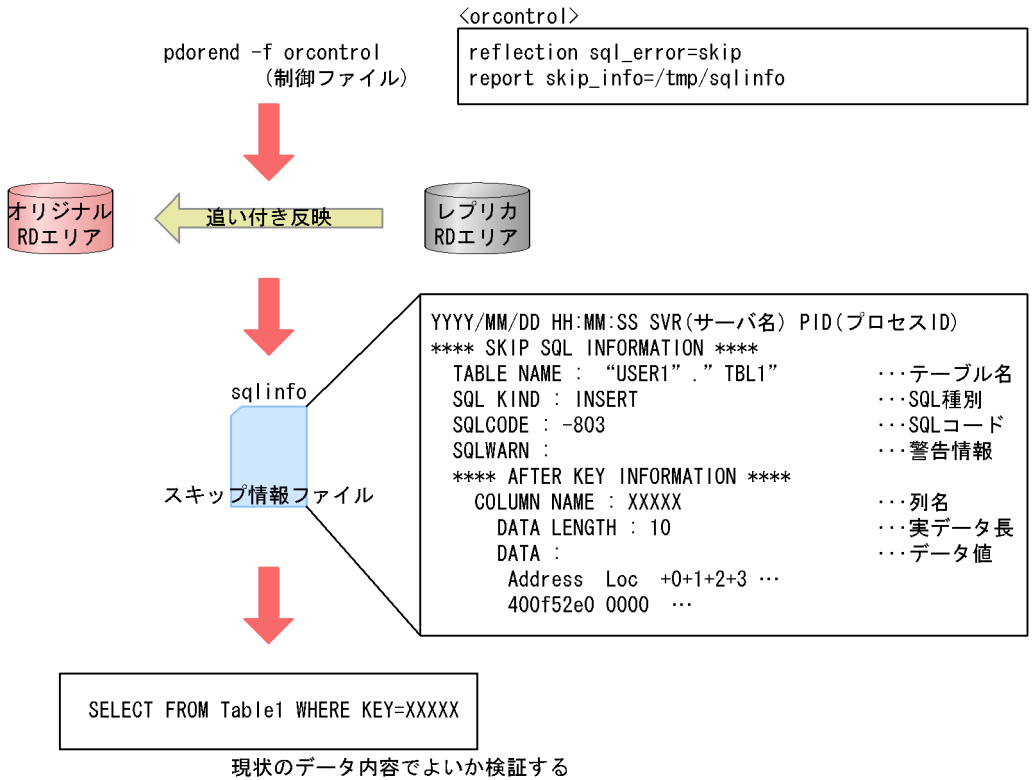 <orcontrol>
pdorend -f orcontrol
(制御ファイル)
reflection sql_error=skip
report skip_info=/tmp/sqlinfo
オリジナル
RDエリア
追い付き反映
レプリカ
RDエリア
YYYY/MM/DD HH:MM:SS SVR(サーバ名) PID(プロセスID)
**** SKIP SQL INFORMATION ****
TABLE NAME : “USER1”.”TBL1” ･･･テーブル名
SQL KIND : INSERT ･･･SQL種別
SQLCODE : -803 ･･･SQLコード
SQLWARN : ･･･警告情報
**** AFTER KEY INFORMATION ****
COLUMN NAME : XXXXX ･･･列名
DATA LENGTH : 10 ･･･実データ長
DATA : ･･･データ値
Address Loc +0+1+2+3 …
400f52e0 0000 …
sqlinfo
スキップ情報ファイル
SELECT FROM Table1 WHERE KEY=XXXXX
現状のデータ内容でよいか検証する